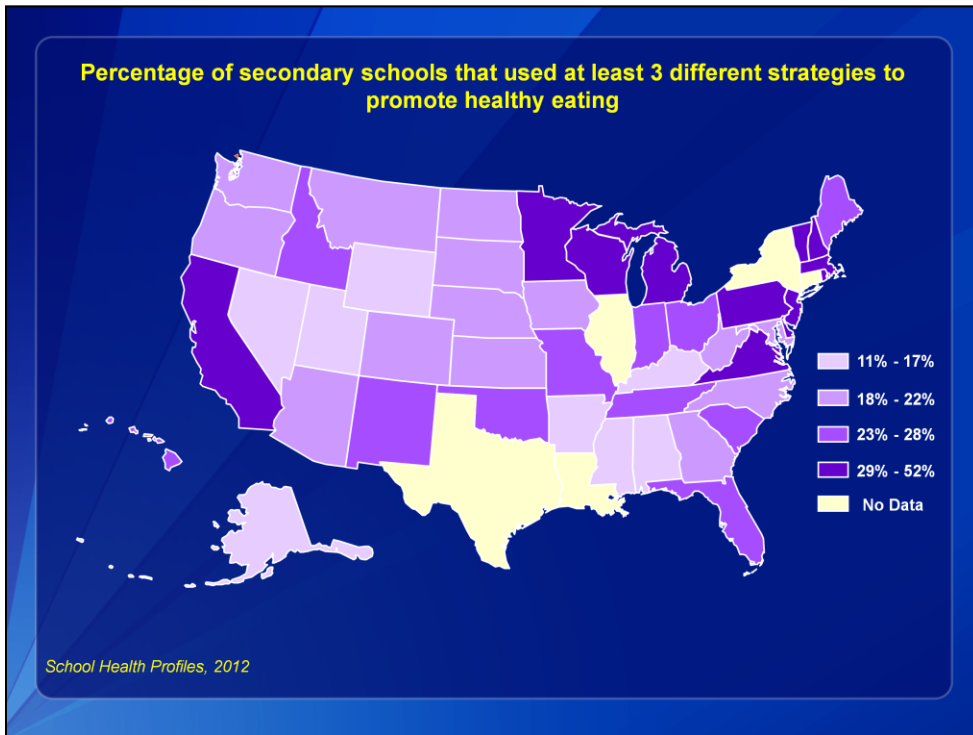 Percentage of secondary schools that used at least 3 different strategies to
promote healthy eating
11% - 17%
18% - 22%
23% - 28%
29% - 52%
No Data
School Health Profiles, 2012